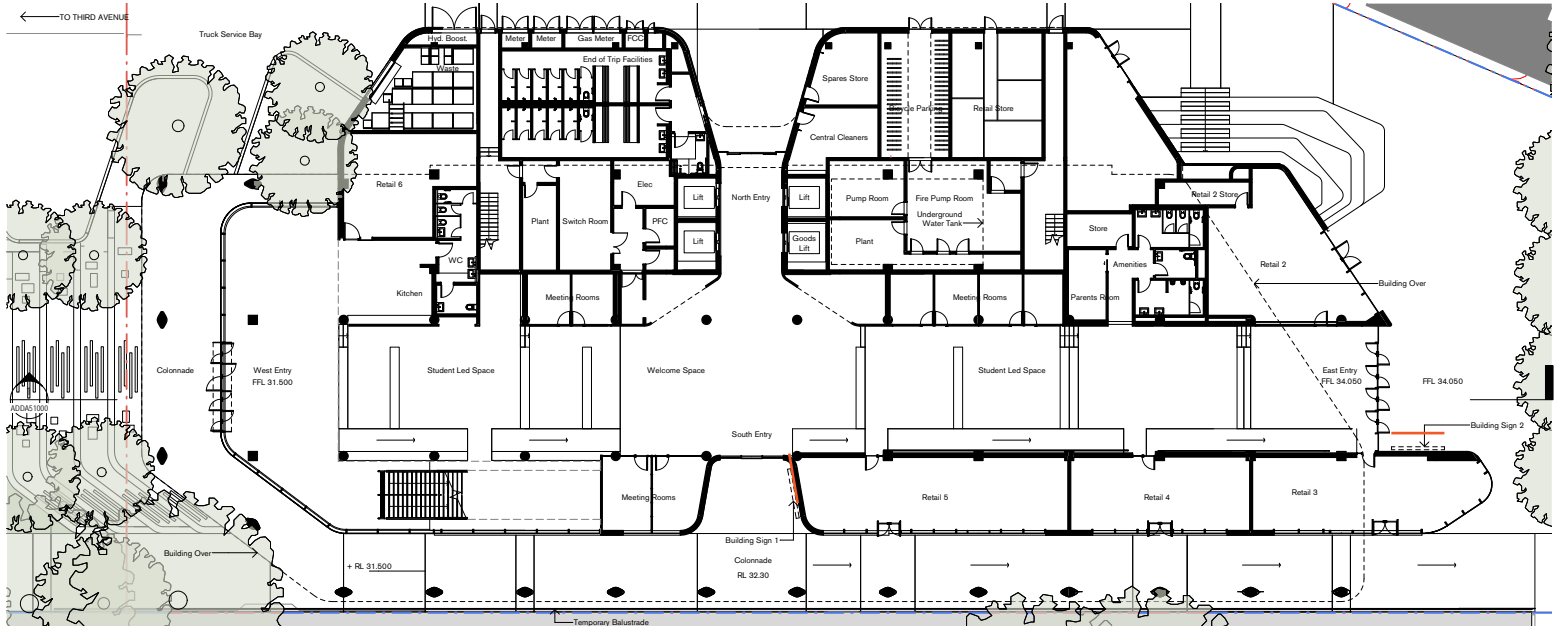 TO THIRD AVENUE
Truck Service Bay
Hyd. Boost.
Meter
Meter
Gas Meter
FCC
Waste
End of Trip Facilities
Spares Store
Bicycle Parking
Retail Store
Central Cleaners
Retail 6
Elec
Lift
North Entry
Lift
Pump Room
Fire Pump Room
Retail 2 Store
Plant
Switch Room
PFC
Underground
Water Tank
Store
Lift
Goods
Lift
Plant
WC
Amenities
Retail 2
Kitchen
Meeting Rooms
Meeting Rooms
Parents Room
Building Over
Colonnade
West Entry
FFL 31.500
Student Led Space
Welcome Space
Student Led Space
East Entry
FFL 34.050
FFL 34.050
ADDA51000
South Entry
Building Sign 2
Meeting Rooms
Retail 5
Retail 4
Retail 3
Building Sign 1
Building Over
+ RL 31.500
Colonnade
RL 32.30
Temporary Balustrade